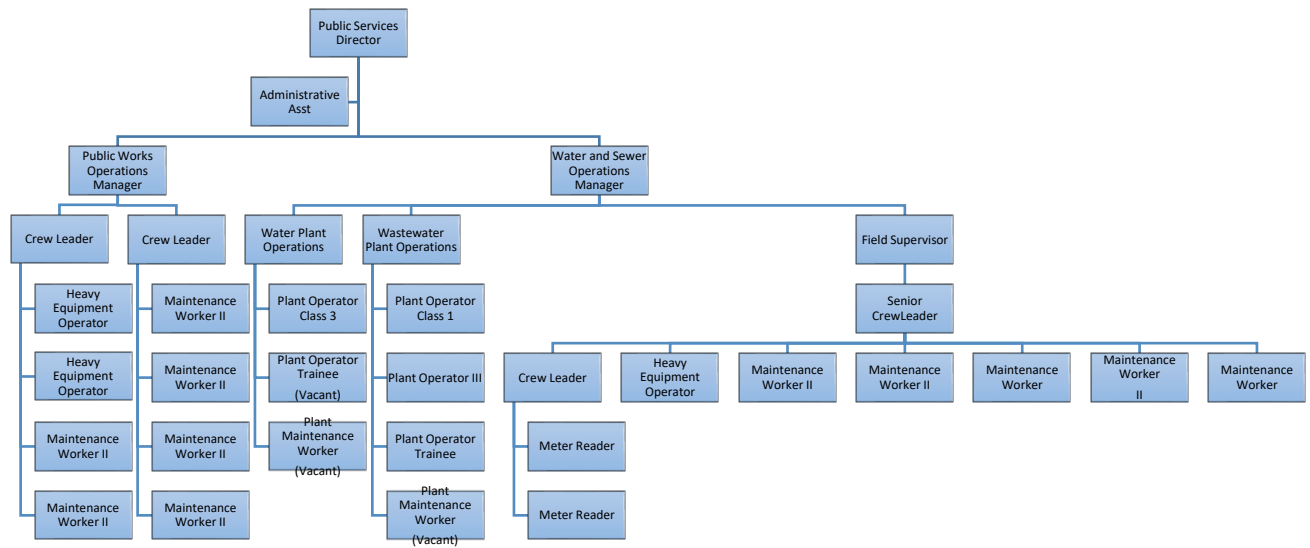 Public Services
Director
Administrative
Asst
Public Works
Operations
Manager
Water and Sewer
Operations
Manager
Crew Leader
Crew Leader
Water Plant
Operations
Wastewater
Plant Operations
Field Supervisor
Heavy
Equipment
Operator
Maintenance
Worker II
Plant Operator
Class 3
Plant Operator
Class 1
Senior
CrewLeader
Heavy
Equipment
Operator
Maintenance
Worker II
Plant Operator
Trainee
(Vacant)
Plant Operator III
Crew Leader
Heavy
Equipment
Operator
Maintenance
Worker II
Maintenance
Worker II
Maintenance
Worker
Maintenance
Worker
II
Maintenance
Worker
Maintenance
Worker II
Maintenance
Worker II
Plant
Maintenance
Worker
(Vacant)
Plant Operator
Trainee
Meter Reader
Maintenance
Worker II
Maintenance
Worker II
Plant
Maintenance
Worker
(Vacant)
Meter Reader